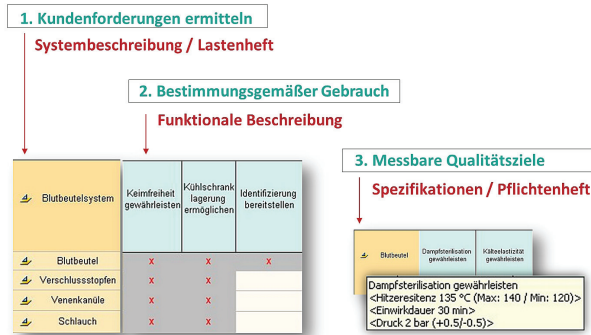 1. Kundenforderungen ermitteln
Systembeschreibung / Lastenheft
2. Bestimmungsgemäßer Gebrauch
Funktionale Beschreibung
3. Messbare Qualitätsziele
Spezifikationen / Pflichtenheft
Blutbeutelsystem
Keimfreiheit
gewährleisten
Kühlschrank
lagerung
ermöglichen
Identifizierung
bereitstellen
Blutbeutel x x x
Verschlussstopfen x x
Venenkanüle x x
Schlauch x x
Blutbeutel
Dampfsterilisation
gewährleisten
Kälteelastizität
gewährleisten
Dampfsterilisation gewährleisten
<Hitzeresitenz 135 °C (Max: 140 / Min: 120)>
<Einwirkdauer 30 min>
<Druck 2 bar (+0.5/-0.5)>